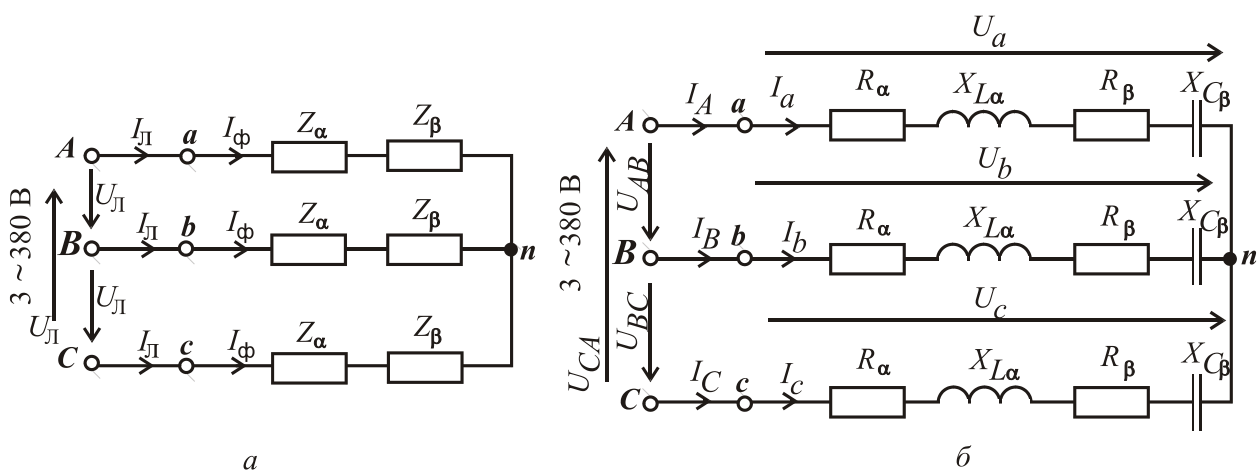 3 ~380 В
A
I_Л
a
I_ф
Z_α
Z_β
U_Л
B
I_Л
b
I_ф
Z_α
Z_β
n
U_Л
U_Л
C
I_Л
c
I_ф
Z_α
Z_β
а
U_a
3 ~380 В
A
I_A
a
I_a
R_α
X_Lα
R_β
X_Cβ
U_AB
U_b
B
I_B
b
I_b
R_α
X_Lα
R_β
X_Cβ
n
U_CA
U_BC
U_c
C
I_C
c
I_c
R_α
X_Lα
R_β
X_Cβ
б